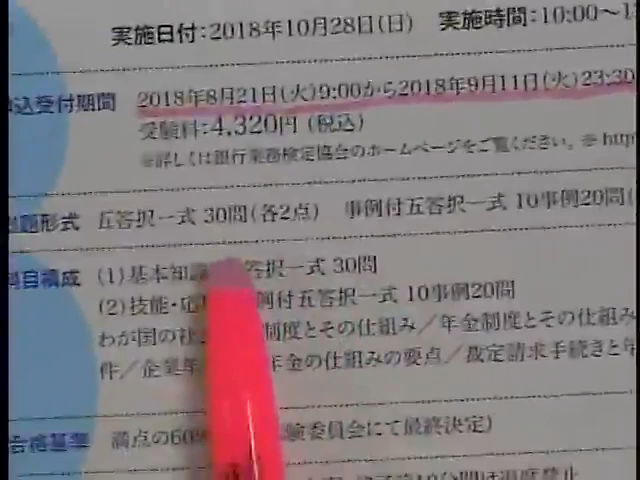 実施日付:2018年10月28日(日) 実施時間:10:00~1
込受付期間 2018年8月21日(火)9:00から2018年9月11日(火)23:30
受験料:4,320円(税込)
※詳しくは銀行業務検定協会のホームページをご覧ください。※http
出題形式 五答択一式 30問(各2点) 事例付五答択一式 10事例20問(
科目構成 (1)基本知 答択一式 30問
(2)技能・応 例付五答択一式 10事例20問
わが国の社 制度とその仕組み/年金制度とその仕組み
件/企業年 年金の仕組みの要点/裁定請求手続きと年
合格基準 満点の60 験委員会にて最終決定)